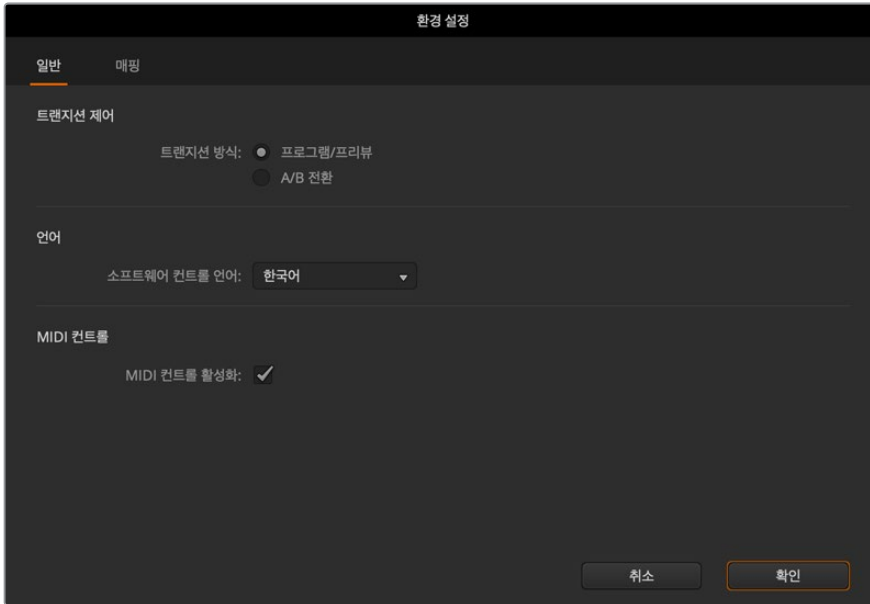 환경 설정
일반 매핑
트랜지션 제어
트랜지션 방식: 프로그램/프리뷰
A/B 전환
언어
소프트웨어 컨트롤 언어: 한국어
MIDI 컨트롤
MIDI 컨트롤 활성화:
취소 확인